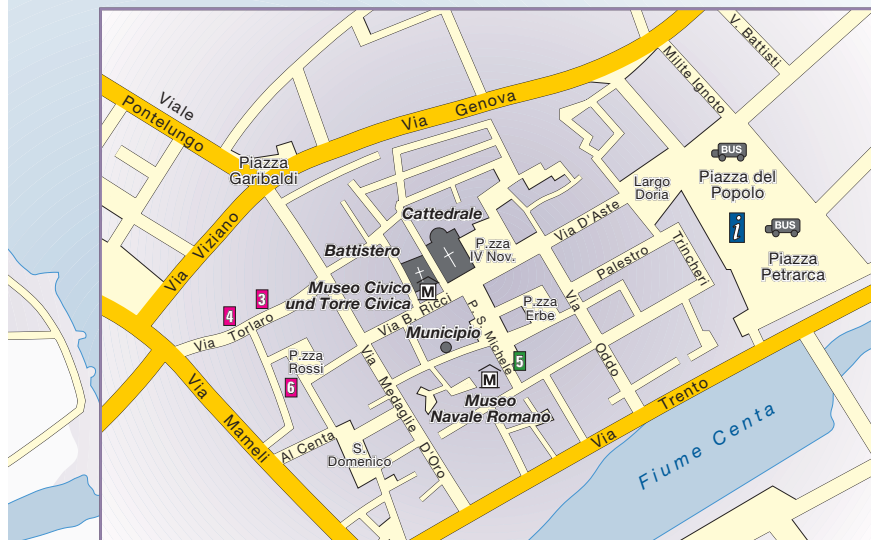 V. Battisti
Milite Ignoto
Viale
Pontelungo
Via Genova
BUS
Piazza
Garibaldi
Piazza del
Popolo
Largo
Doria
Cattedrale
Via D'Aste
i
BUS
Via Viziano
Battistero
P.zza
IV Nov.
Trincheri
Palestro
Piazza
Petrarca
Museo Civico
und Torre Civica
M
3
4
Via Torlaro
Via B. Ricci
P.zza
Erbe
Via Oddo
P. S. Michele
Municipio
P.zza
Rossi
5
6
M
Museo
Navale Romano
Via Medaglie D'Oro
Via Mameli
Via Trento
Al Centa
S.
Domenico
Fiume Centa